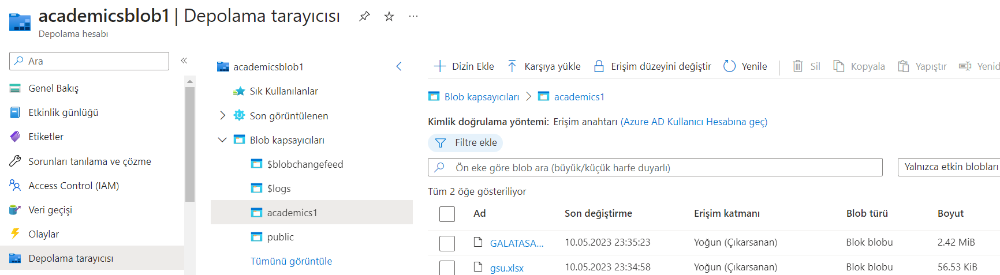 academicsblob1 | Depolama tarayıcısı
Depolama hesabı
Ara
Genel Bakış
Etkinlik günlüğü
Etiketler
Sorunları tanılama ve çözme
Access Control (IAM)
Veri geçişi
Olaylar
Depolama tarayıcısı
academicsblob1
Sık Kullanılanlar
Son görüntülenen
Blob kapsayıcıları
$blobchangefeed
$logs
academics1
public
Tümünü görüntüle
Dizin Ekle Karşıya yükle Erişim düzeyini değiştir Yenile Sil Kopyala Yapıştır Yenid
Blob kapsayıcıları > academics1
Kimlik doğrulama yöntemi: Erişim anahtarı (Azure AD Kullanıcı Hesabına geç)
Filtre ekle
Ön eke göre blob ara (büyük/küçük harfe duyarlı) Yalnızca etkin blobları
Tüm 2 öğe gösteriliyor
Ad Son değiştirme Erişim katmanı Blob türü Boyut
GALATASA... 10.05.2023 23:35:23 Yoğun (Çıkarsanan) Blok blobu 2.42 MiB
gsu.xlsx 10.05.2023 23:34:58 Yoğun (Çıkarsanan) Blok blobu 56.53 KiB